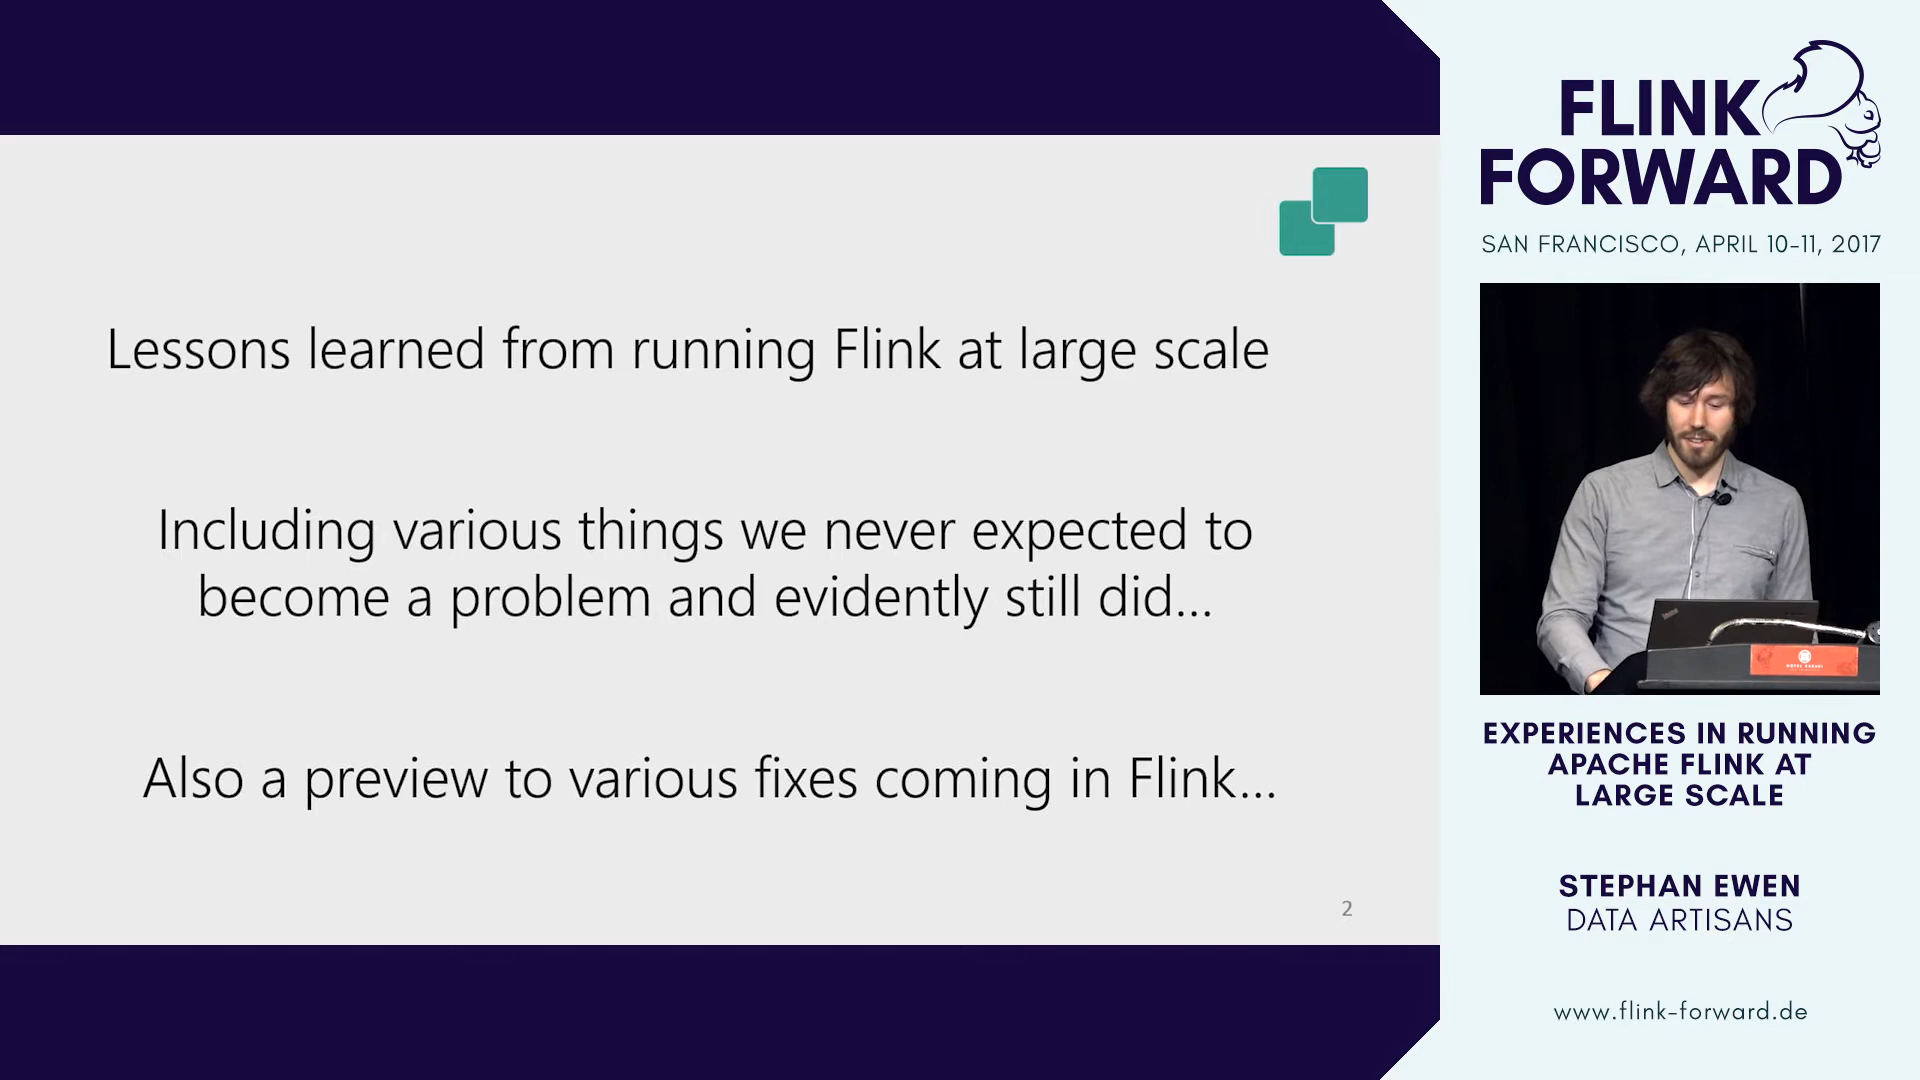 Lessons learned from running Flink at large scale
Including various things we never expected to
become a problem and evidently still did...
Also a preview to various fixes coming in Flink...
2
FLINK
FORWARD
SAN FRANCISCO, APRIL 10-11, 2017
EXPERIENCES IN RUNNING
APACHE FLINK AT
LARGE SCALE
STEPHAN EWEN
DATA ARTISANS
www.flink-forward.de